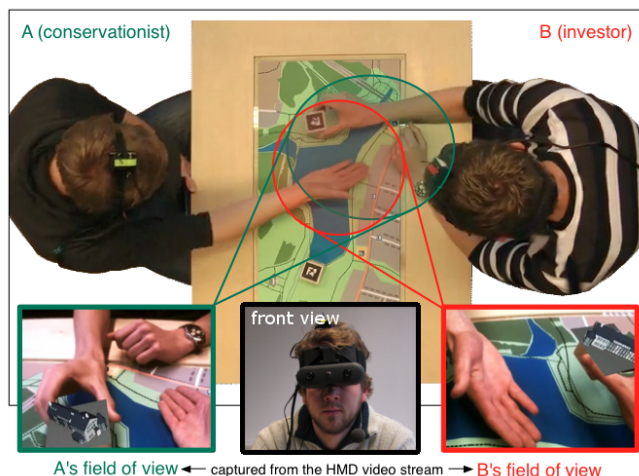 A (conservationist)
B (investor)
front view
A's field of view
captured from the HMD video stream
B's field of view